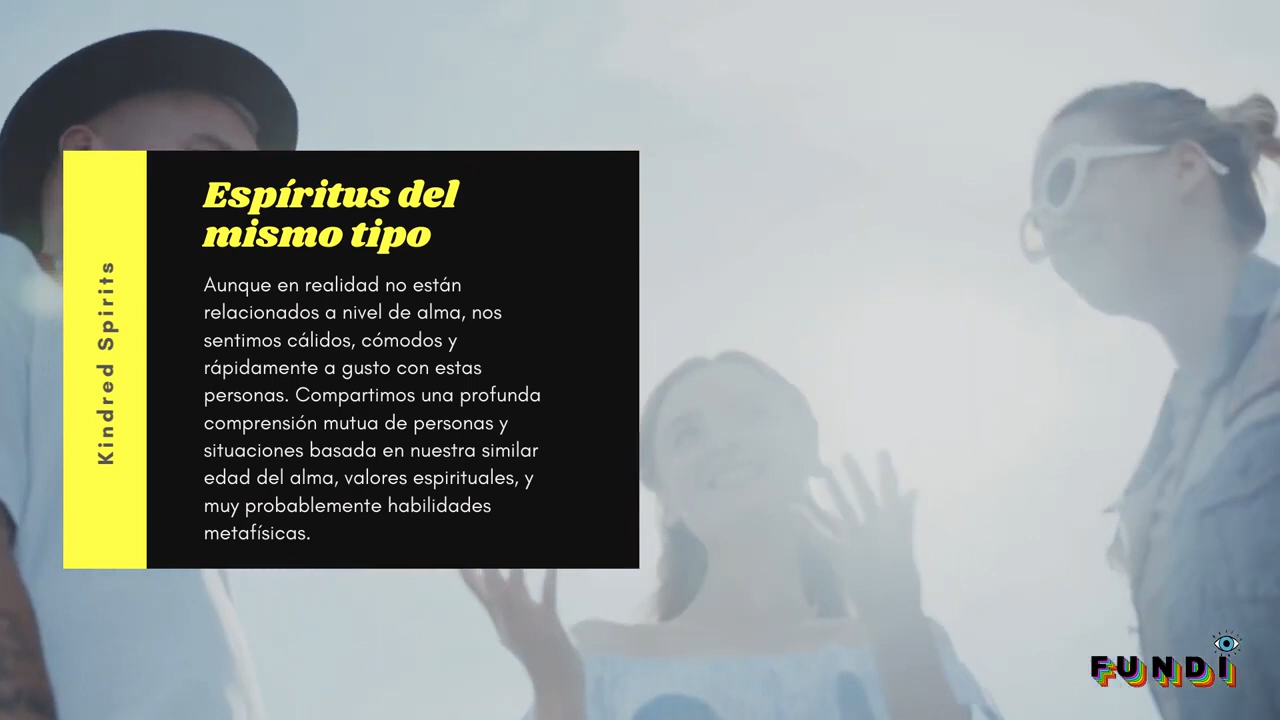 Kindred Spirits
Espíritus del
mismo tipo
Aunque en realidad no están
relacionados a nivel de alma, nos
sentimos cálidos, cómodos y
rápidamente a gusto con estas
personas. Compartimos una profunda
comprensión mutua de personas y
situaciones basada en nuestra similar
edad del alma, valores espirituales, y
muy probablemente habilidades
metafísicas.
FUNDI